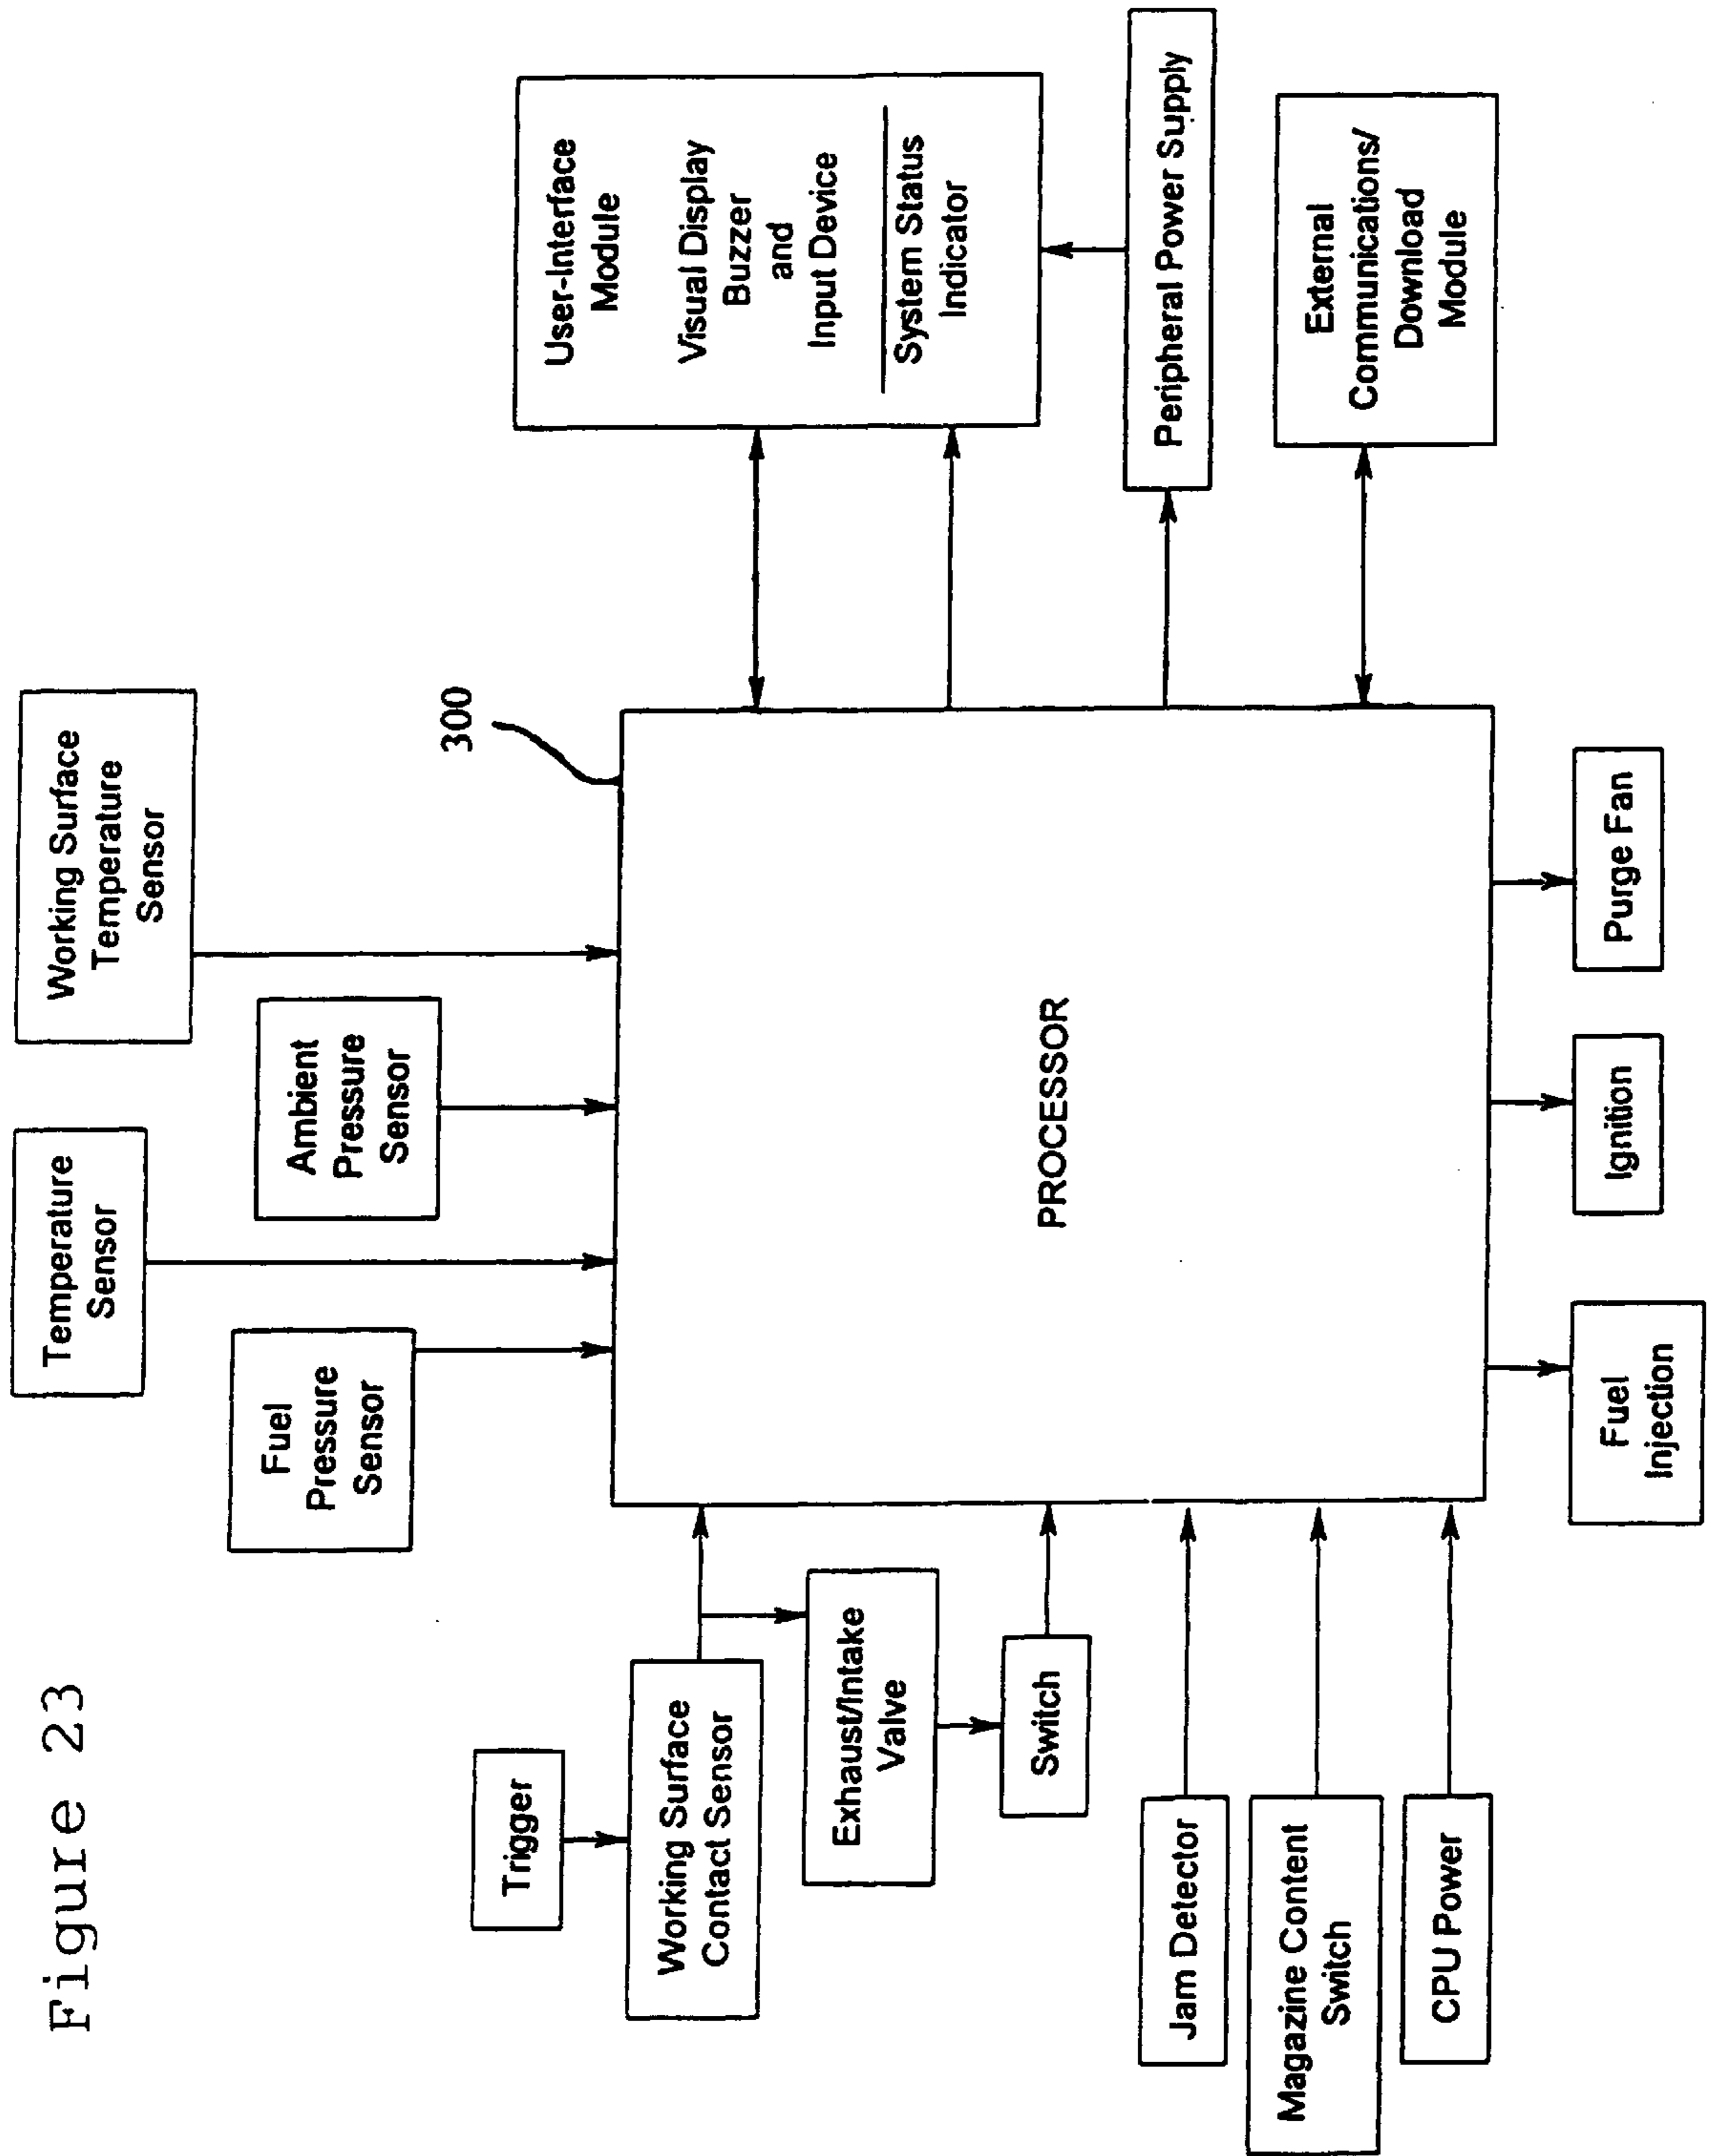 Figure 23
Temperature
Sensor
Working Surface
Temperature
Sensor
Fuel
Pressure
Sensor
Ambient
Pressure
Sensor
300
Trigger
Working Surface
Contact Sensor
Exhaust/Intake
Valve
Switch
Jam Detector
Magazine Content
Switch
CPU Power
PROCESSOR
User-Interface
Module
Visual Display
Buzzer
and
Input Device
System Status
Indicator
Peripheral Power Supply
External
Communications/
Download
Module
Fuel
Injection
Ignition
Purge Fan